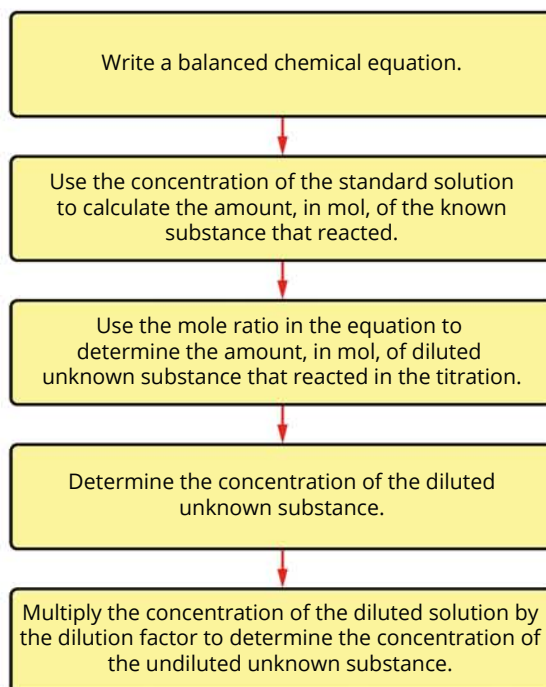 Write a balanced chemical equation.
Use the concentration of the standard solution
to calculate the amount, in mol, of the known
substance that reacted.
Use the mole ratio in the equation to
determine the amount, in mol, of diluted
unknown substance that reacted in the titration.
Determine the concentration of the diluted
unknown substance.
Multiply the concentration of the diluted solution by
the dilution factor to determine the concentration of
the undiluted unknown substance.